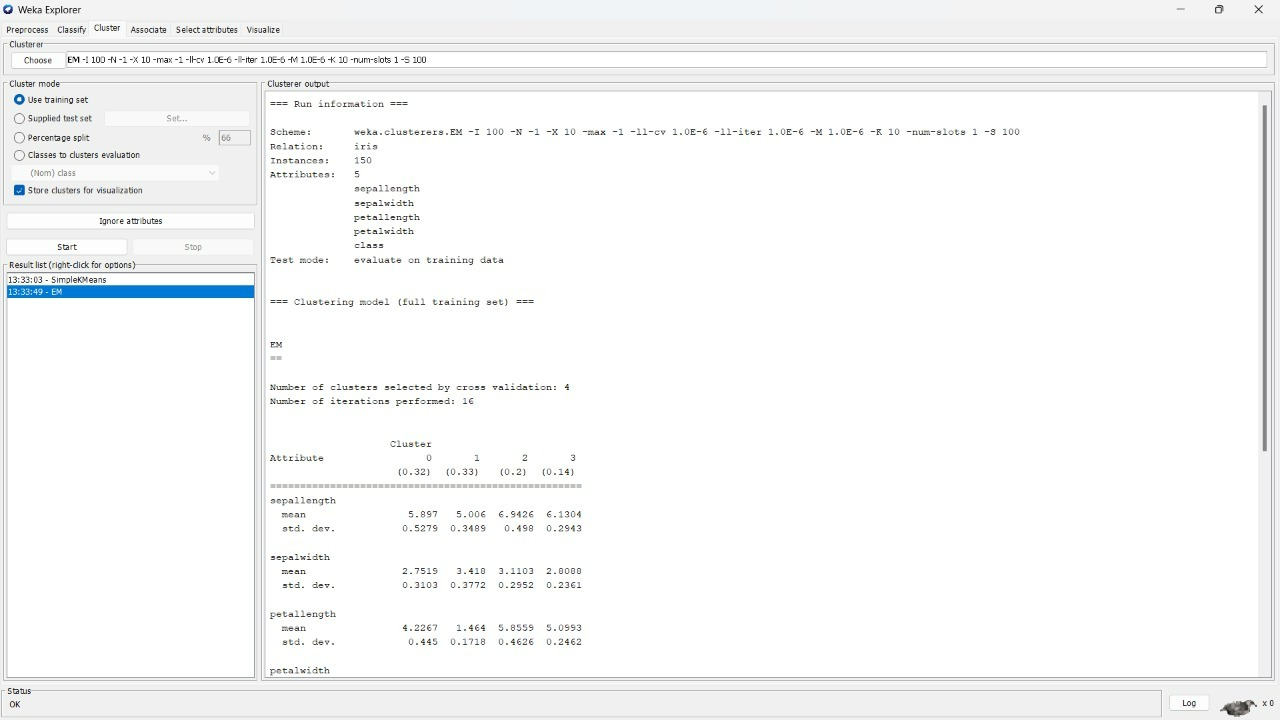 Weka Explorer
Preprocess Classify Cluster Associate Select attributes Visualize
Clusterer
Choose EM -I 100 -N -1 -X 10 -max -1 -ll-cv 1.0E-6 -ll-iter 1.0E-6 -M 1.0E-6 -K 10 -num-slots 1 -S 100
Cluster mode
Use training set
Supplied test set Set...
Percentage split % 66
Classes to clusters evaluation
(Nom) class
Store clusters for visualization
Ignore attributes
Start Stop
Result list (right-click for options)
13:33:03 - SimpleKMeans
13:33:49 - EM
Clusterer output
=== Run information ===
Scheme: weka.clusterers.EM -I 100 -N -1 -X 10 -max -1 -ll-cv 1.0E-6 -ll-iter 1.0E-6 -M 1.0E-6 -K 10 -num-slots 1 -S 100
Relation: iris
Instances: 150
Attributes: 5
sepallength
sepalwidth
petallength
petalwidth
class
Test mode: evaluate on training data
=== Clustering model (full training set) ===
EM
==
Number of clusters selected by cross validation: 4
Number of iterations performed: 16
Cluster
Attribute 0 1 2 3
(0.32) (0.33) (0.2) (0.14)
====================================================
sepallength
mean 5.897 5.006 6.9426 6.1304
std. dev. 0.5279 0.3489 0.498 0.2943
sepalwidth
mean 2.7519 3.418 3.1103 2.8088
std. dev. 0.3103 0.3772 0.2952 0.2361
petallength
mean 4.2267 1.464 5.8559 5.0993
std. dev. 0.445 0.1718 0.4626 0.2462
petalwidth
Status
OK
Log x 0